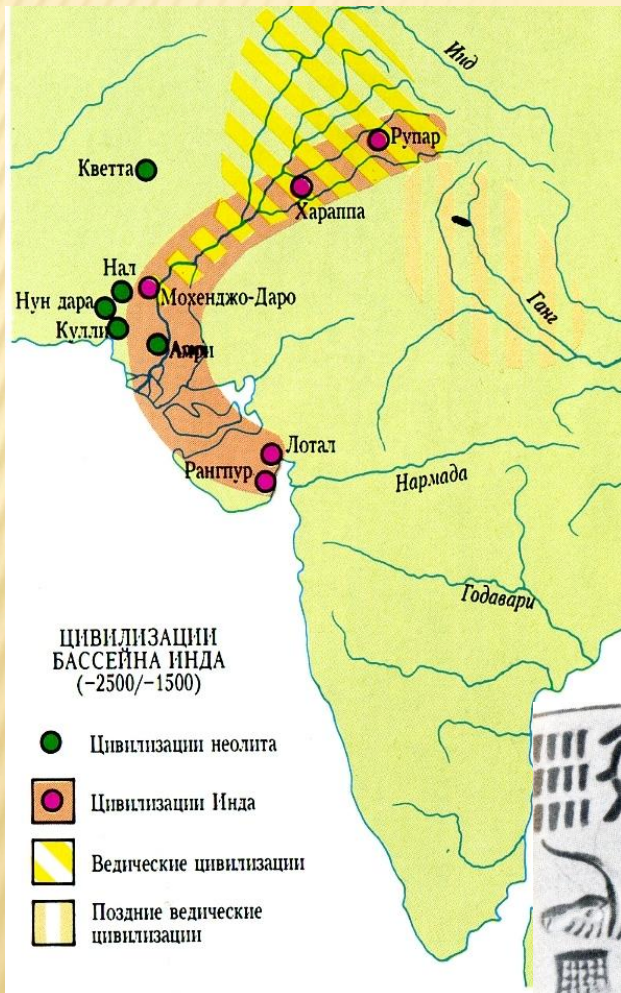 Инд
Рупар
Кветта
Хараппа
Нал
Мохенджо-Даро
Нун дара
Ганг
Кулли
Амри
Лотал
Рангпур
Нармада
Годавари
ЦИВИЛИЗАЦИИ
БАССЕЙНА ИНДА
(−2500/−1500)
Цивилизации неолита
Цивилизации Инда
Ведические цивилизации
Поздние ведические
цивилизации